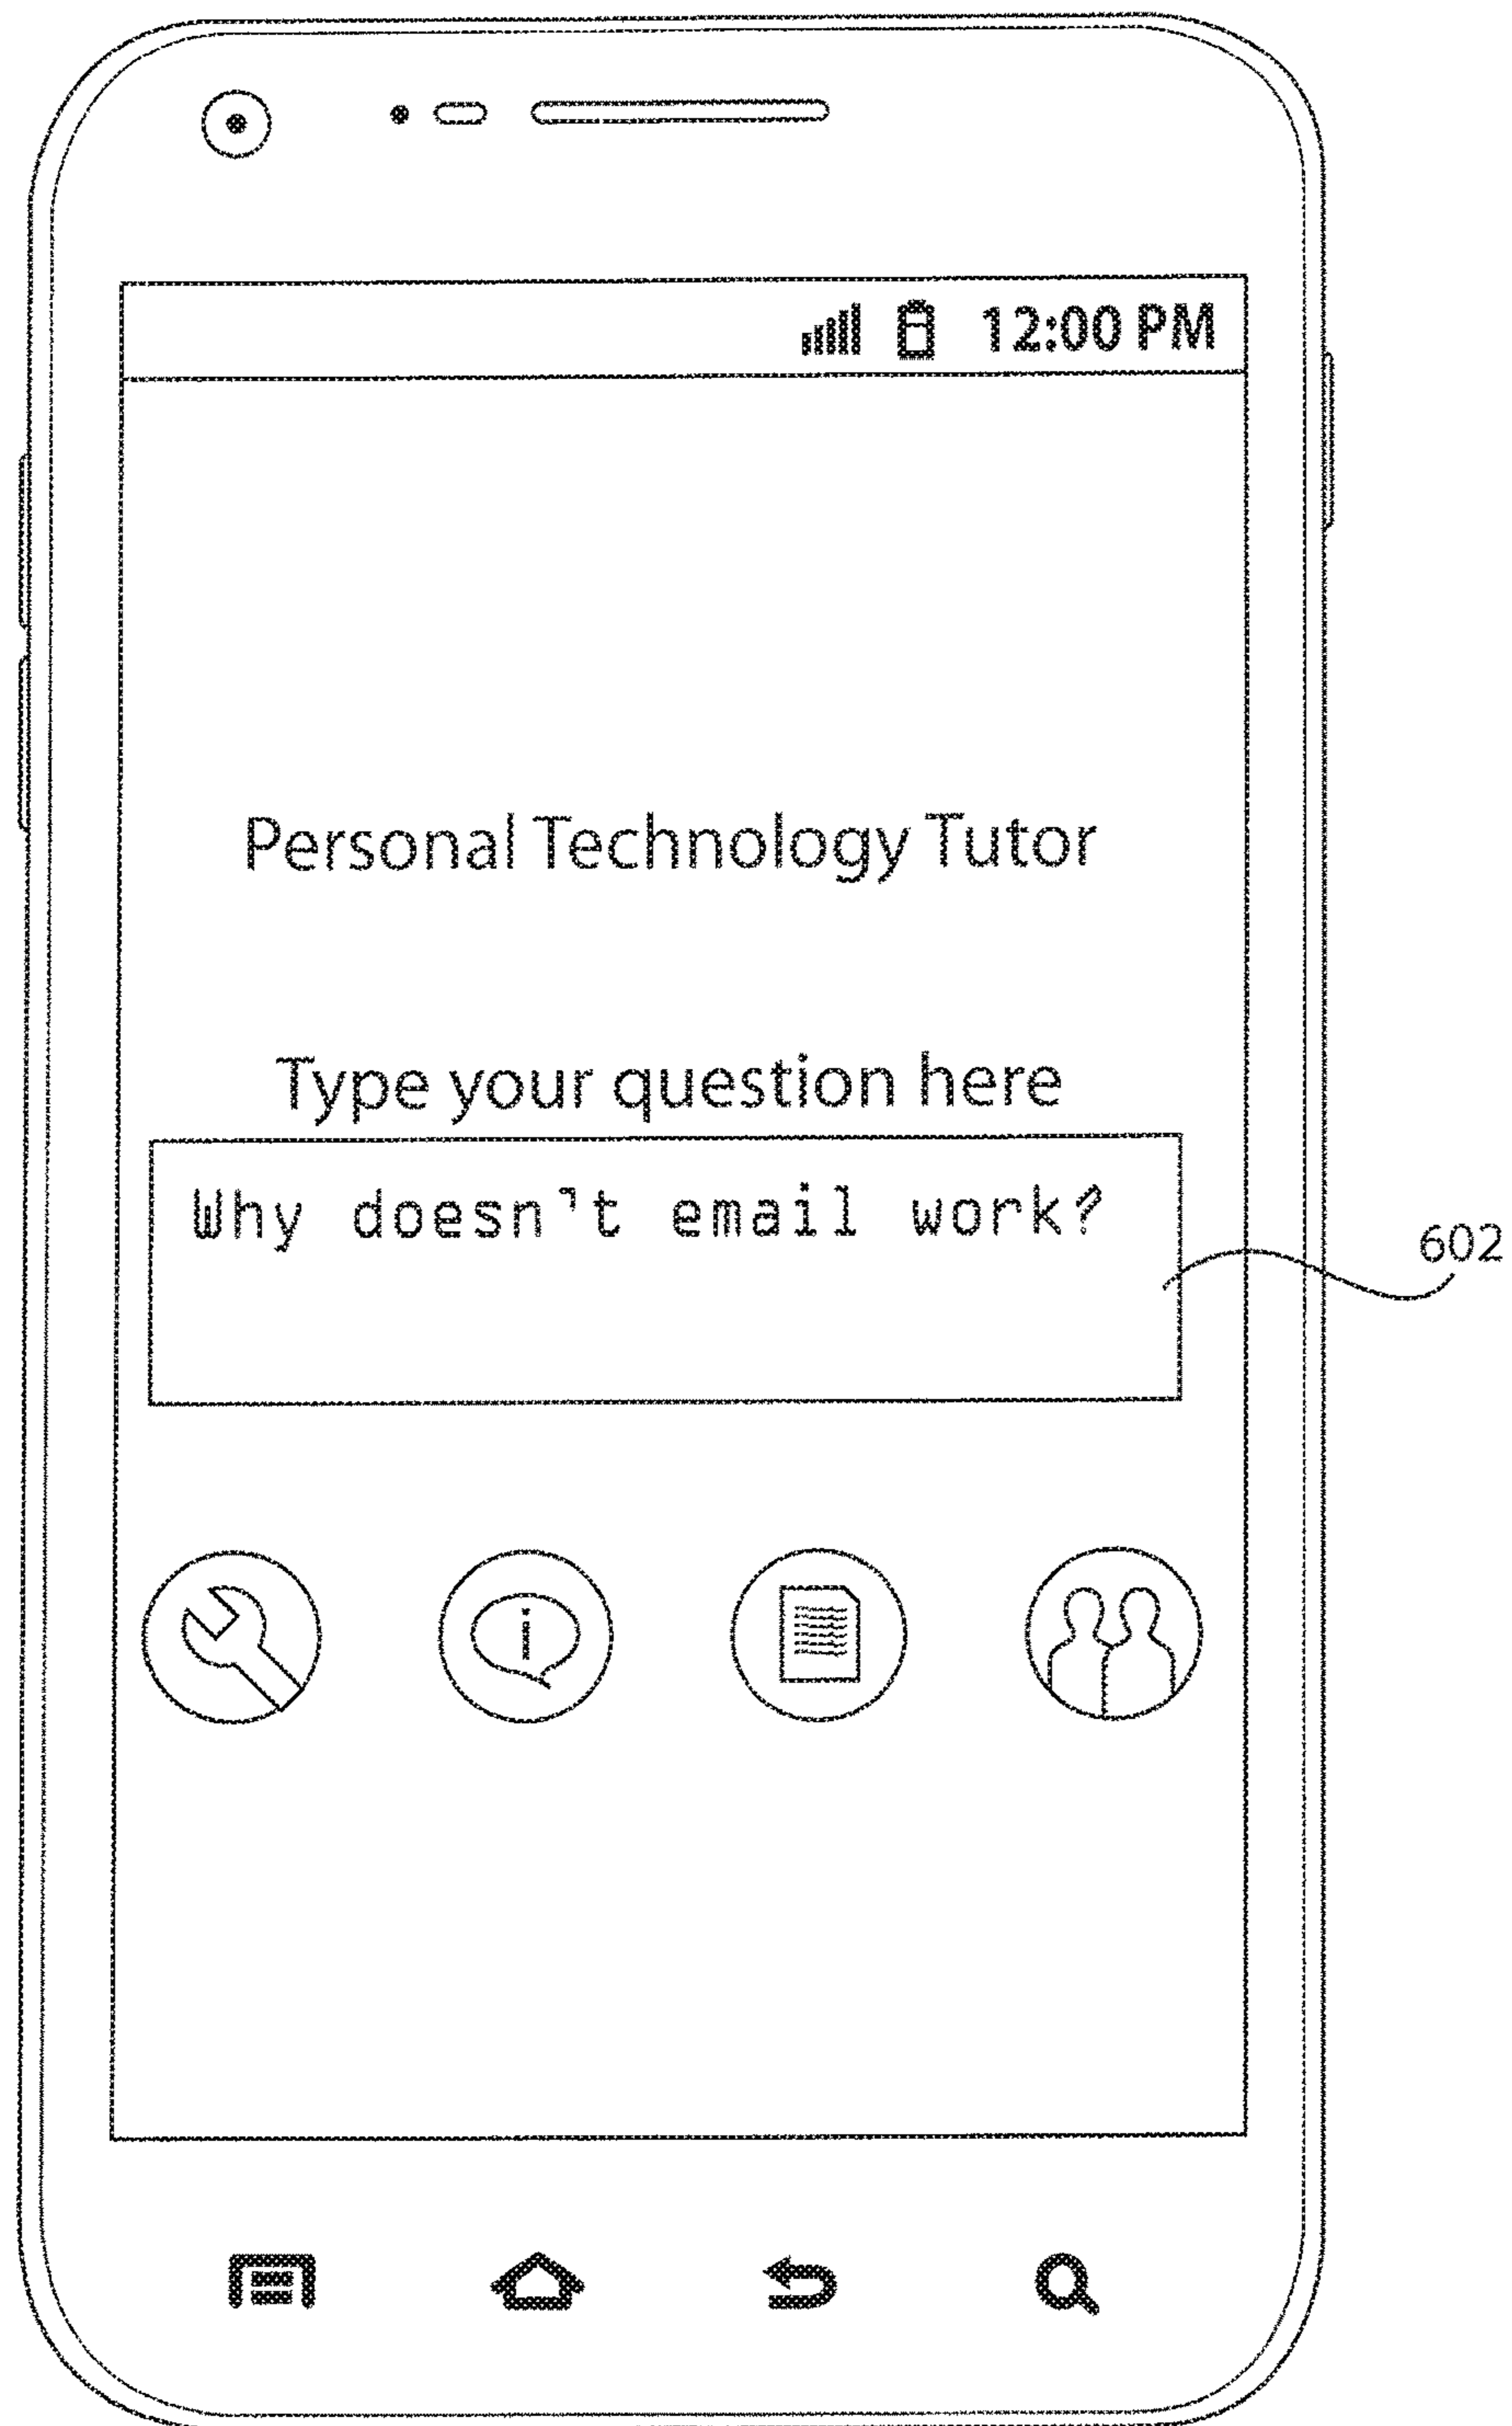 12:00 PM
Personal Technology Tutor
Type your question here
Why doesn't email work?
602
i